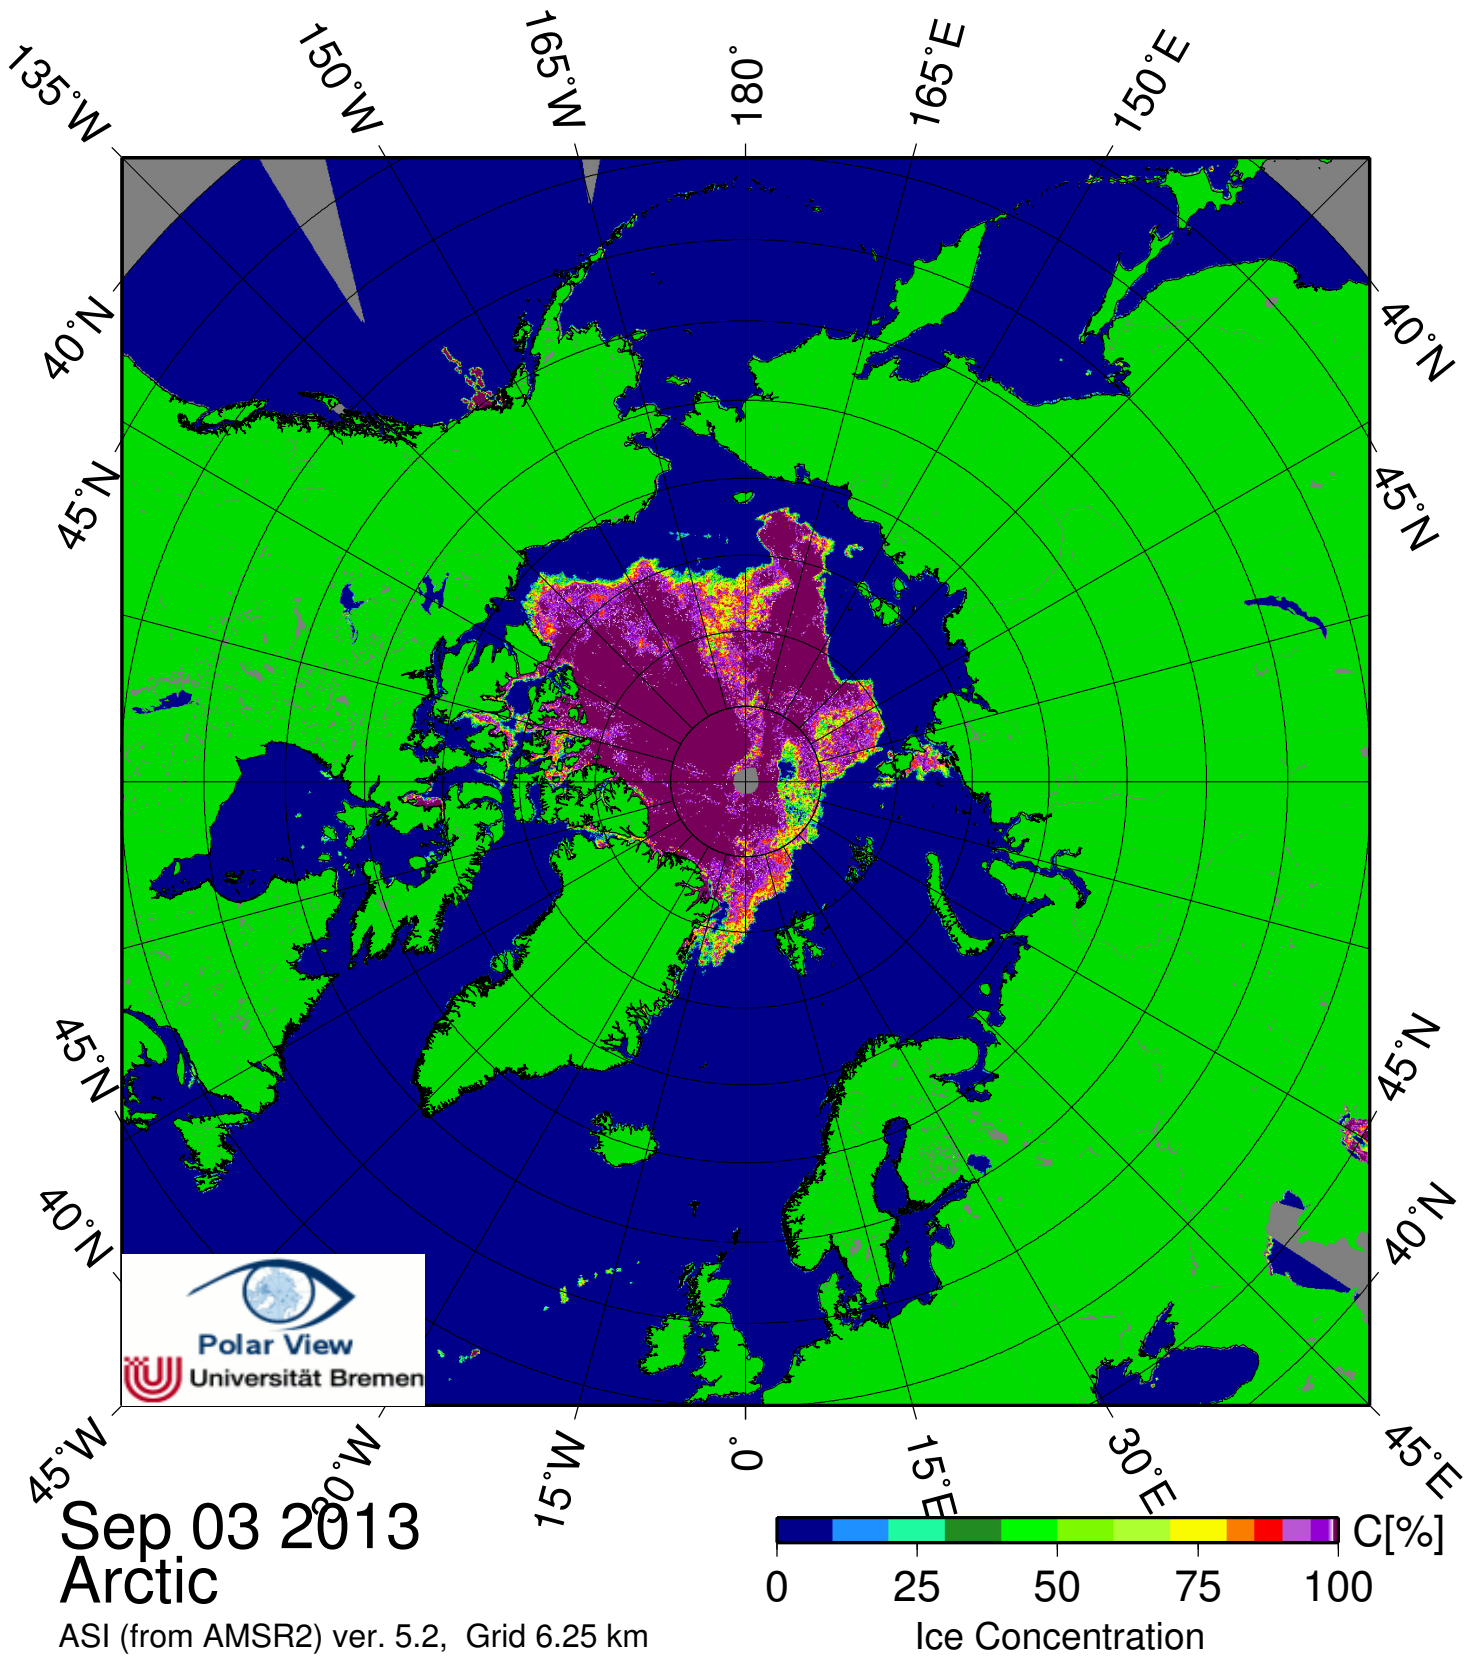 135°W
150°W
165°W
180°
165°E
150°E
40°N
40°N
45°N
45°N
45°N
45°N
40°N
40°N
Polar View
Universität Bremen
45°W
30°W
15°W
0°
15°E
30°E
45°E
Sep 03 2013
Arctic
ASI (from AMSR2) ver. 5.2, Grid 6.25 km
C[%]
0 25 50 75 100
Ice Concentration